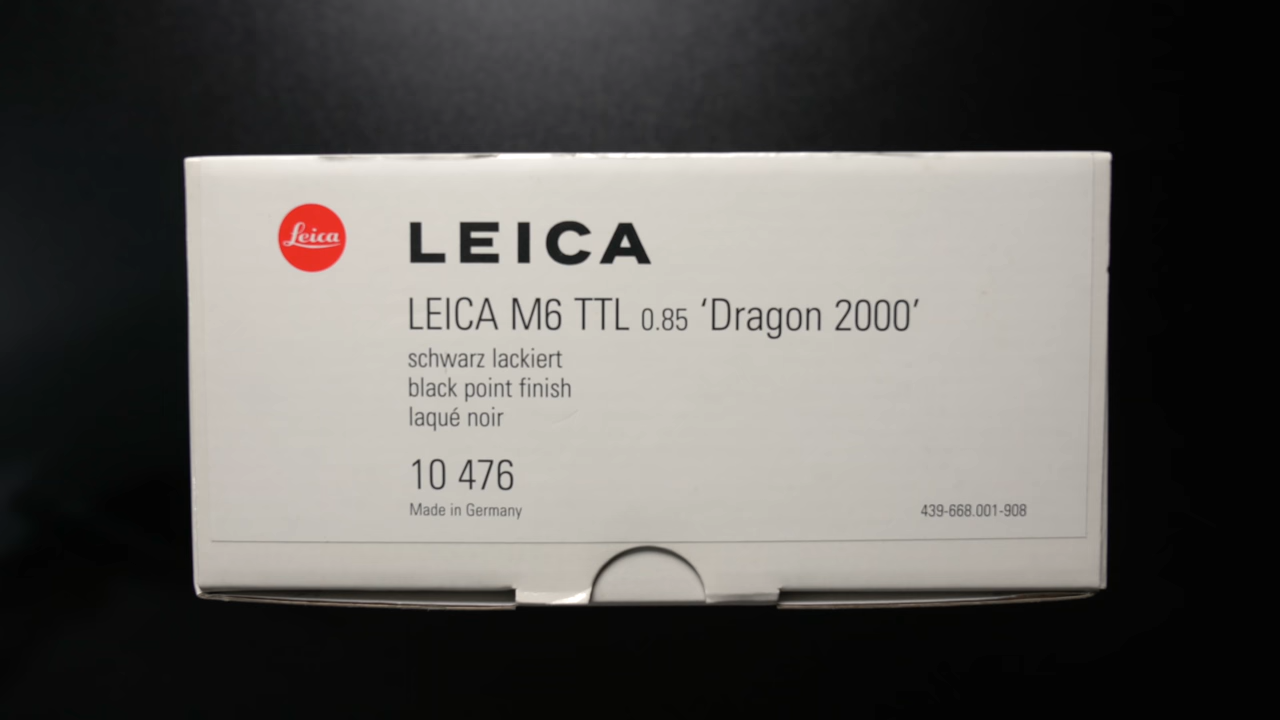 Leica
LEICA
LEICA M6 TTL 0.85 ‘Dragon 2000’
schwarz lackiert
black point finish
laqué noir
10 476
Made in Germany
439-668.001-908